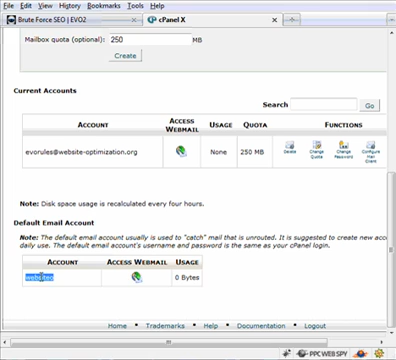 File Edit View History Bookmarks Tools Help
Brute Force SEO | EVO2 cPanel X
Mailbox quota (optional): 250 MB
Create
Current Accounts
Search Go
ACCOUNT ACCESS WEBMAIL USAGE QUOTA FUNCTIONS
evorules@website-optimization.org None 250 MB Delete Change Quota Change Password Configure Mail Client
Note: Disk space usage is recalculated every four hours.
Default Email Account
Note: The default email account usually is used to "catch" mail that is unrouted. It is suggested to create new acco
daily use. The default email account's username and password is the same as your cPanel login.
ACCOUNT ACCESS WEBMAIL USAGE
websiteo 0 Bytes
Home Trademarks Help Documentation Logout
PPC WEB SPY